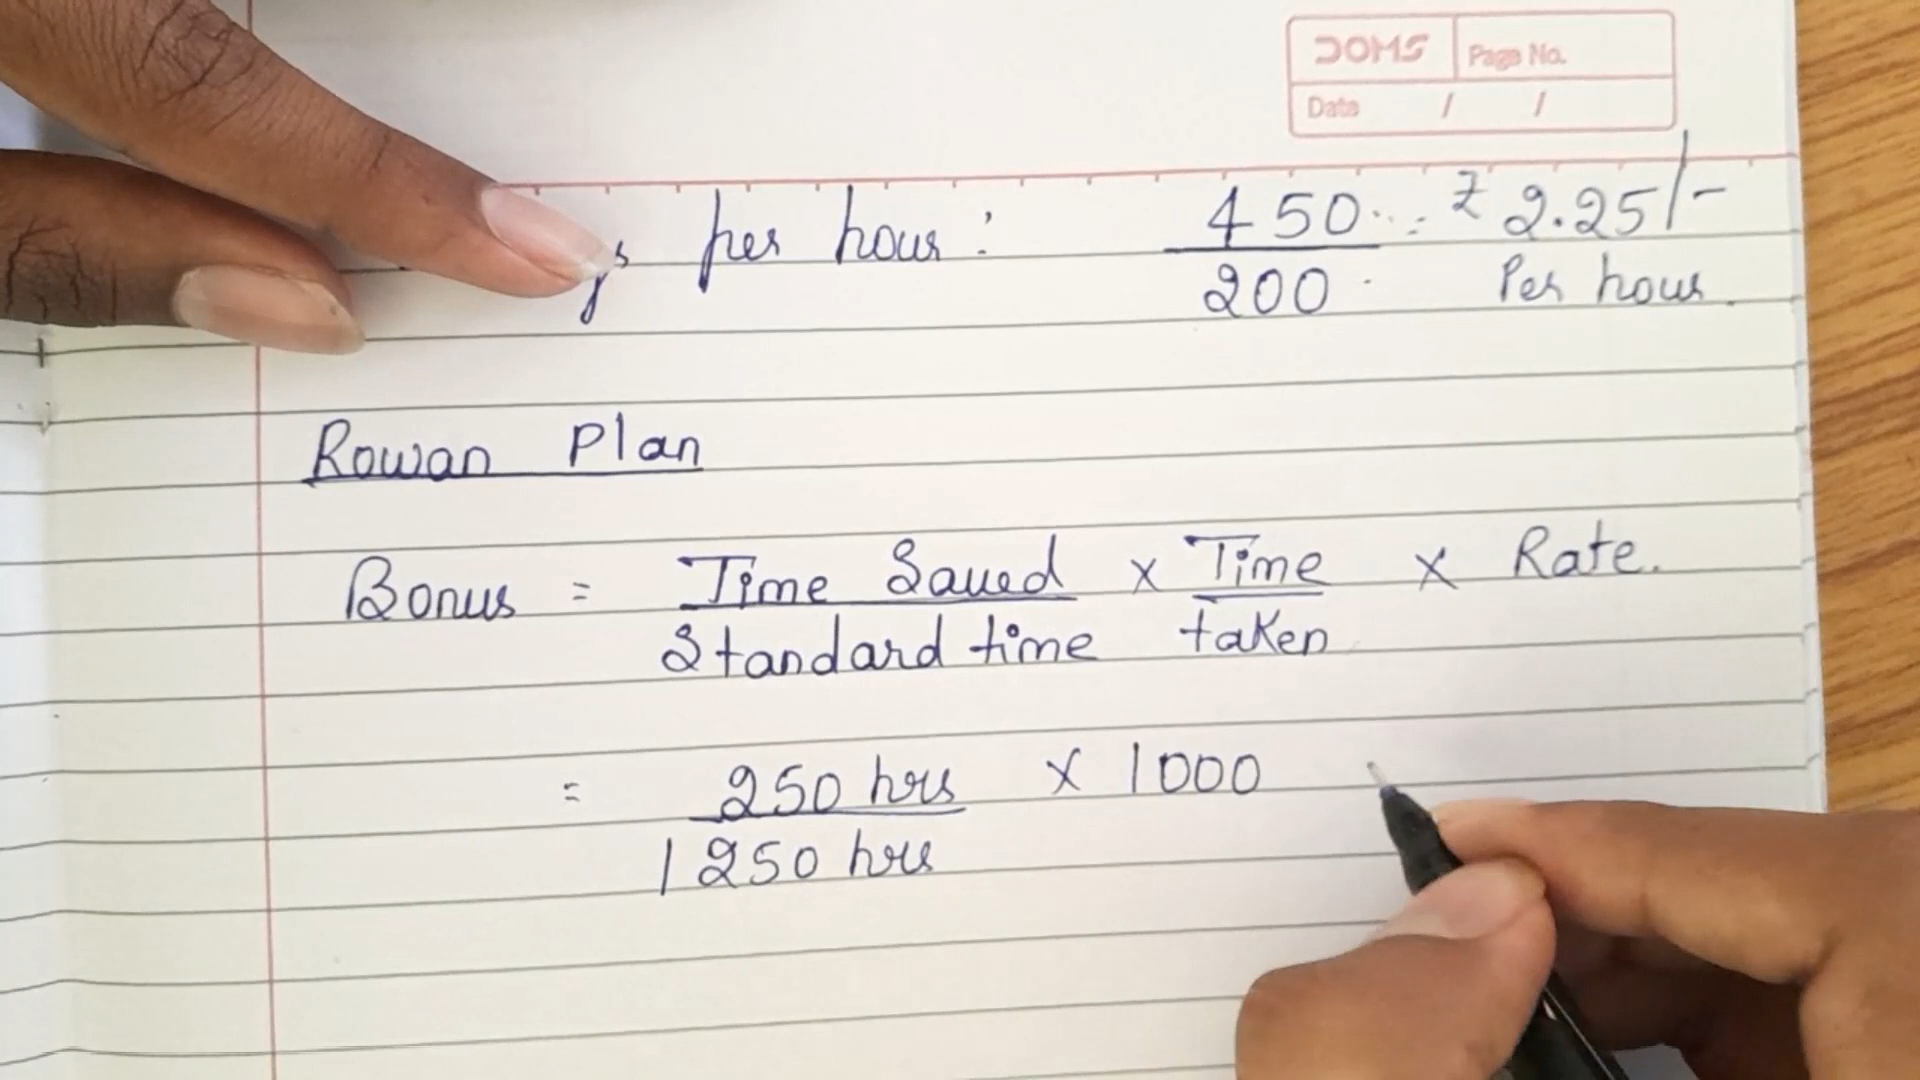 DOMS Page No.
Date / /
per hour : 450 = ₹ 2.25/-
200 Per hour.
Rowan Plan
Bonus = Time Saved x Time x Rate.
Standard time taken
= 250 hrs x 1000
1250 hrs